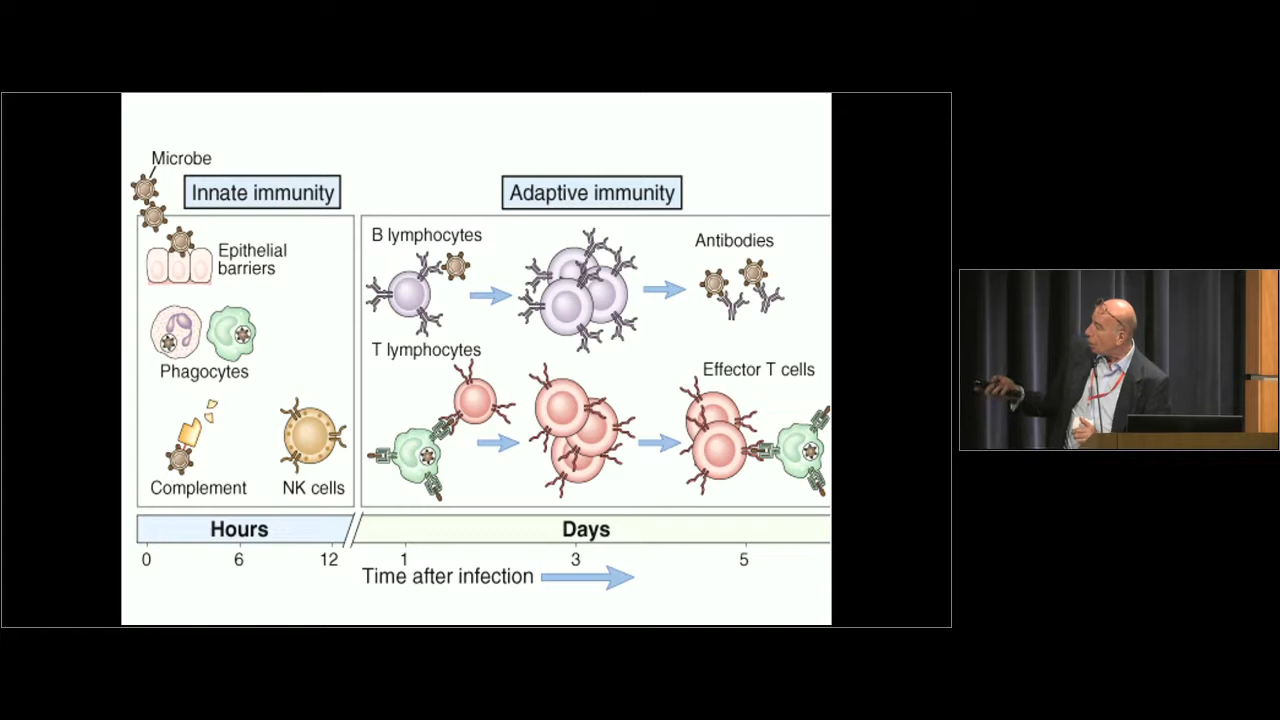 Microbe
Innate immunity
Adaptive immunity
Epithelial
barriers
Phagocytes
Complement
NK cells
B lymphocytes
Antibodies
T lymphocytes
Effector T cells
Hours
Days
0
6
12
1
3
5
Time after infection